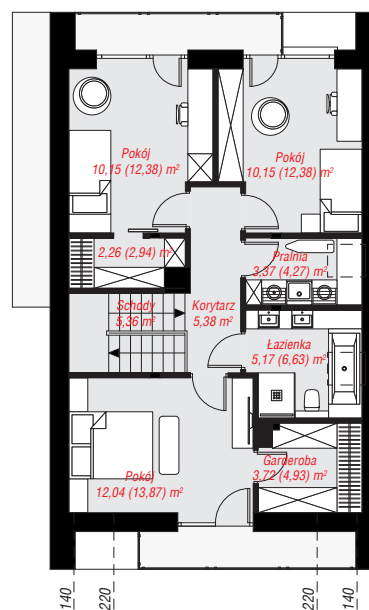 Pokój
10,15 (12,38) m²
Pokój
10,15 (12,38) m²
2,26 (2,94) m²
Pralnia
3,37 (4,27) m²
Schody
5,36 m²
Korytarz
5,38 m²
Łazienka
5,17 (6,63) m²
Pokój
12,04 (13,87) m²
Garderoba
3,72 (4,93) m²
140
220
220
140